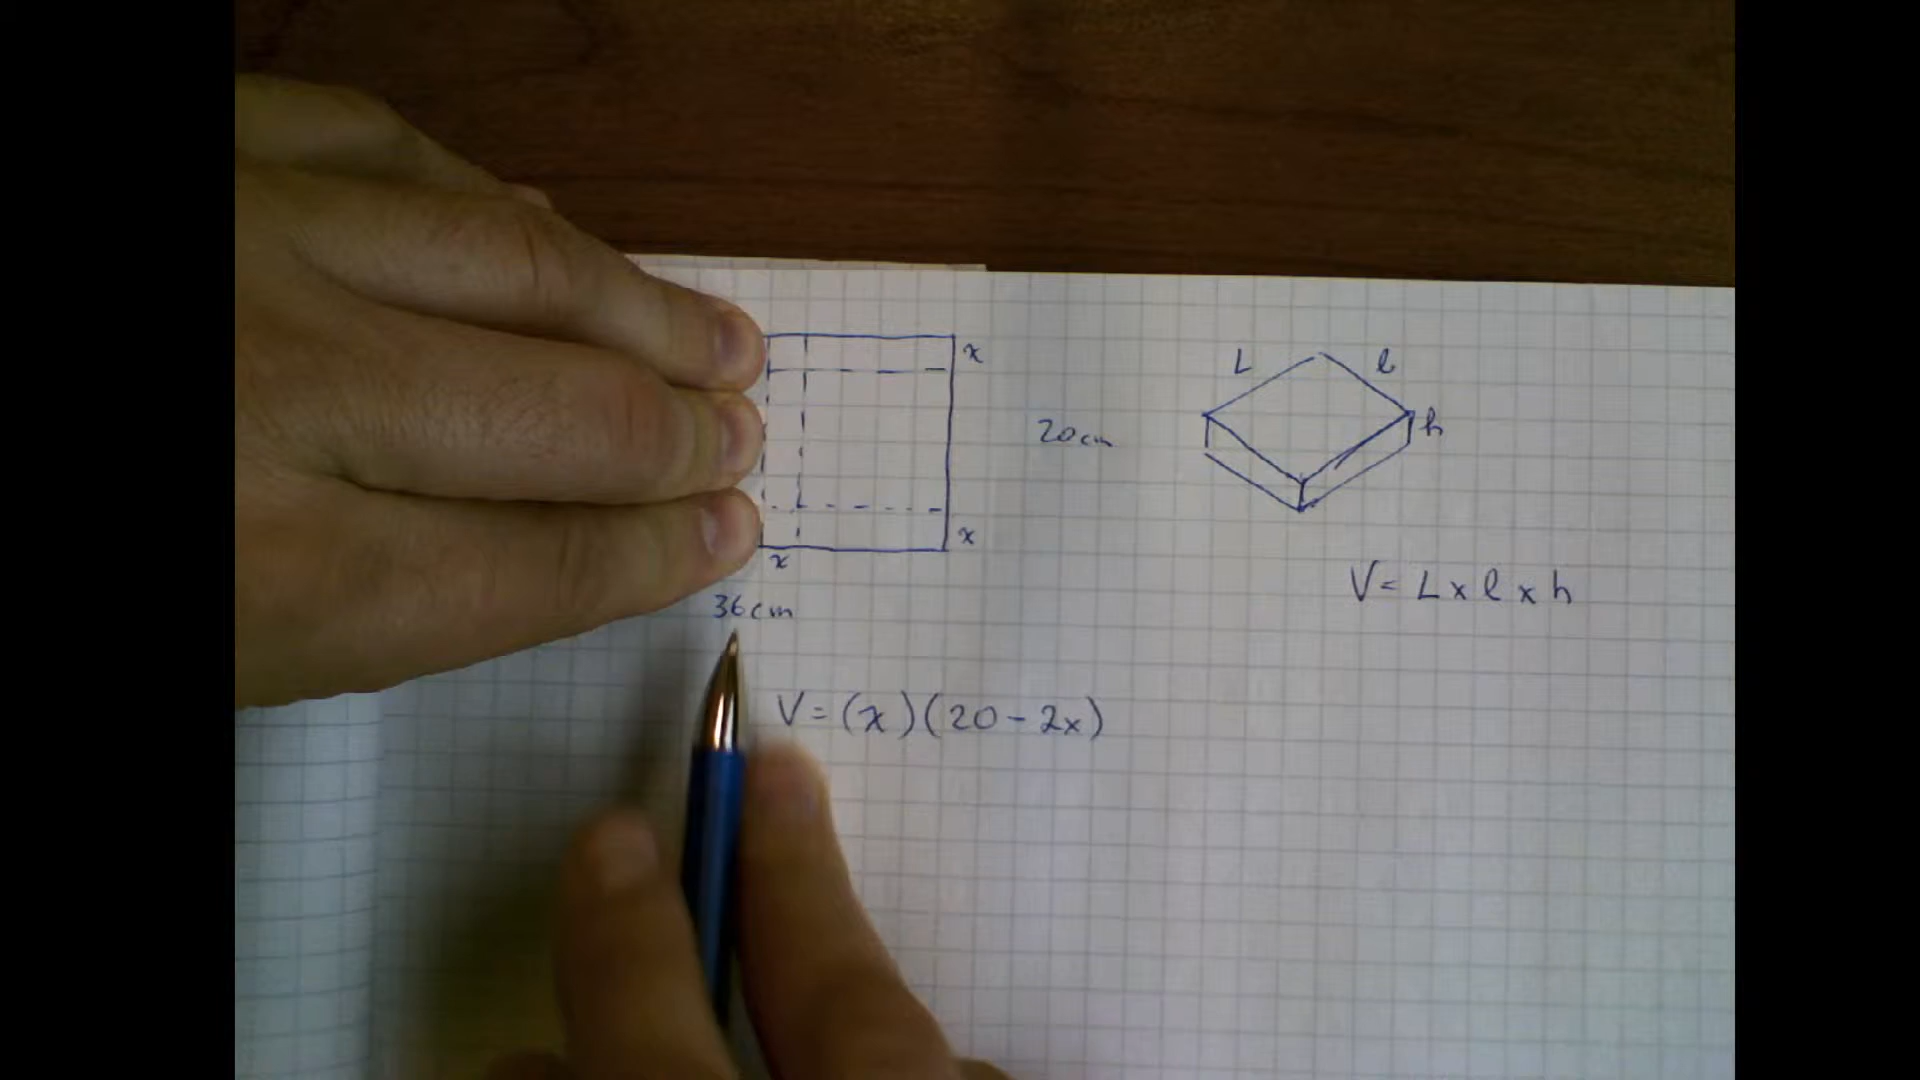 x
L
l
20cm
h
x
x
36cm
V = L x l x h
V = (x)(20 - 2x)